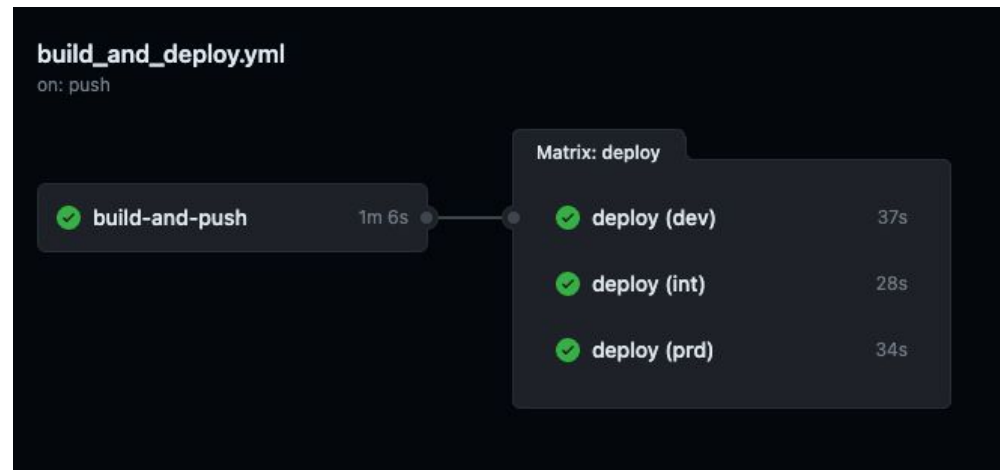 build_and_deploy.yml
on: push
Matrix: deploy
build-and-push 1m 6s
deploy (dev) 37s
deploy (int) 28s
deploy (prd) 34s